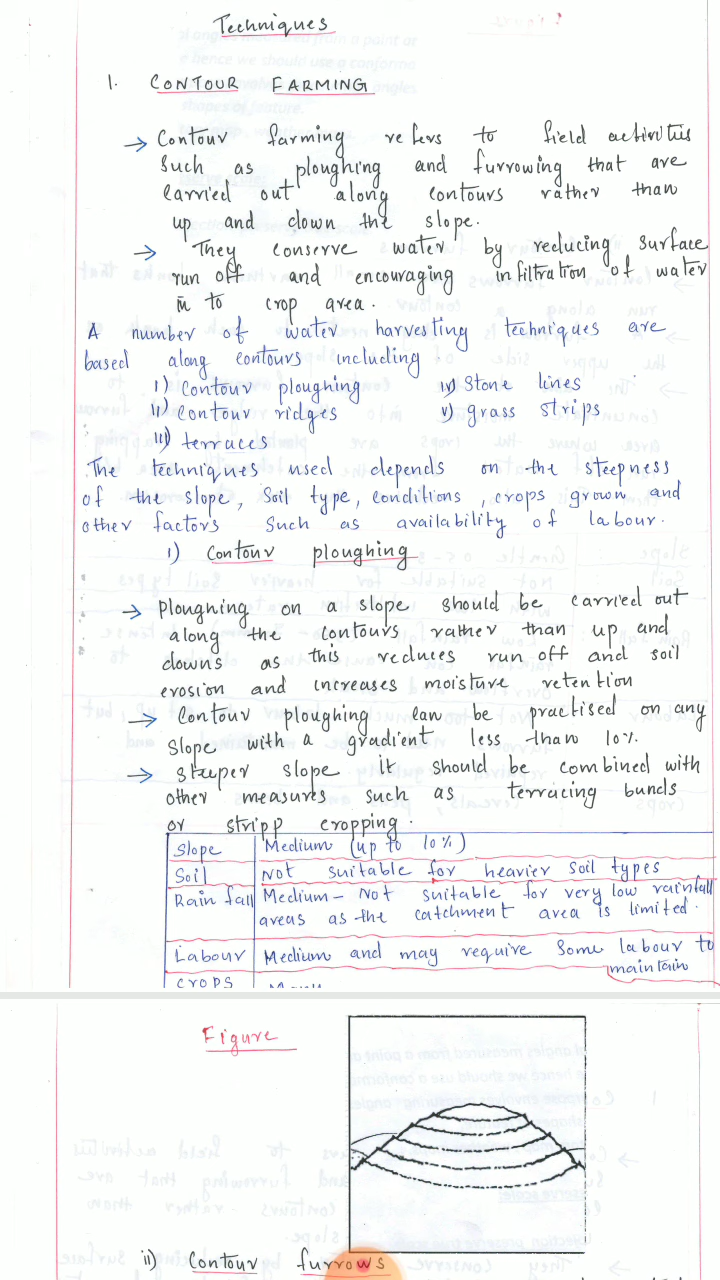 Techniques
1. CONTOUR FARMING
→ Contour farming refers to field activities
such as ploughing and furrowing that are
carried out along contours rather than
up and down the slope.
→ They conserve water by reducing surface
run off and encouraging infiltration of water
in to crop area.
A number of water harvesting techniques are
based along contours including
i) Contour ploughing iv) Stone lines
ii) Contour ridges v) grass strips
iii) terraces
The techniques used depends on the steepness
of the slope, soil type, conditions, crops grown and
other factors such as availability of labour.
i) Contour ploughing
→ Ploughing on a slope should be carried out
along the contours rather than up and
downs as this reduces run off and soil
erosion and increases moisture retention
→ Contour ploughing can be practised on any
slope with a gradient less than 10%.
→ steeper slope it should be combined with
other measures such as terracing bunds
or stripp cropping.
Slope Medium (up to 10%)
Soil Not suitable for heavier soil types
Rain fall Medium - Not suitable for very low rainfall
areas as the catchment area is limited.
Labour Medium and may require some labour to
maintain
crops
Figure
ii) Contour furrows